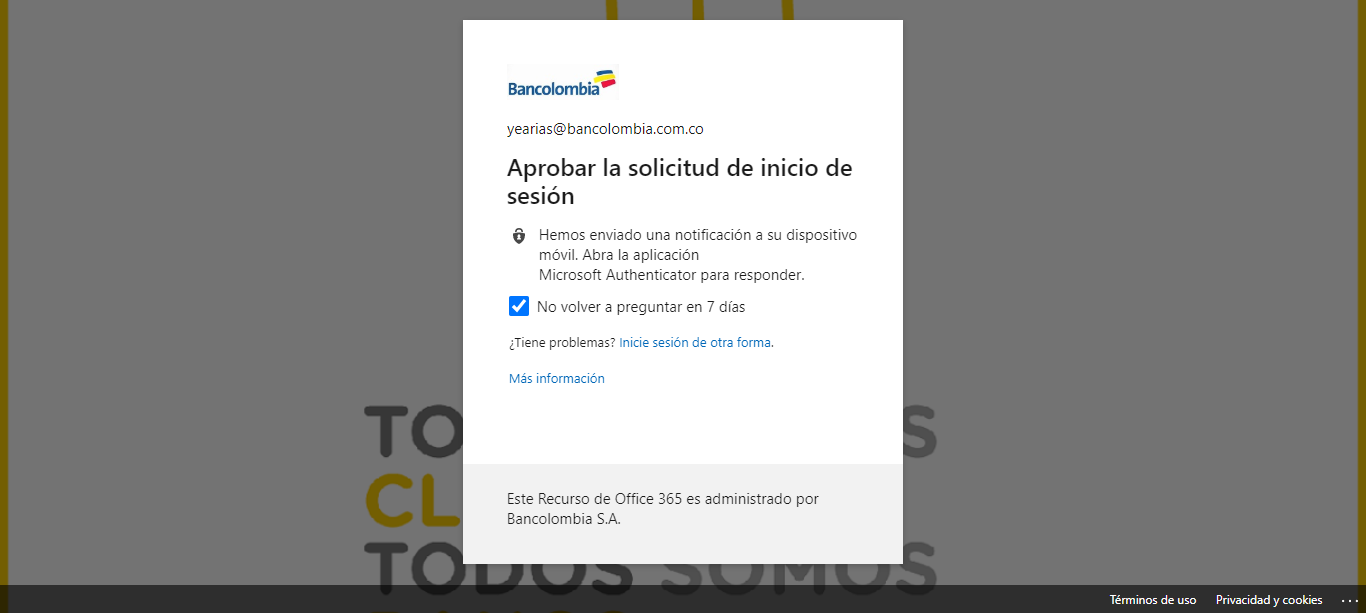 Bancolombia
yearias@bancolombia.com.co
Aprobar la solicitud de inicio de
sesión
Hemos enviado una notificación a su dispositivo
móvil. Abra la aplicación
Microsoft Authenticator para responder.
No volver a preguntar en 7 días
¿Tiene problemas? Inicie sesión de otra forma.
Más información
TO S
CL
Este Recurso de Office 365 es administrado por
Bancolombia S.A.
TODOS SOMOS
Términos de uso Privacidad y cookies ...